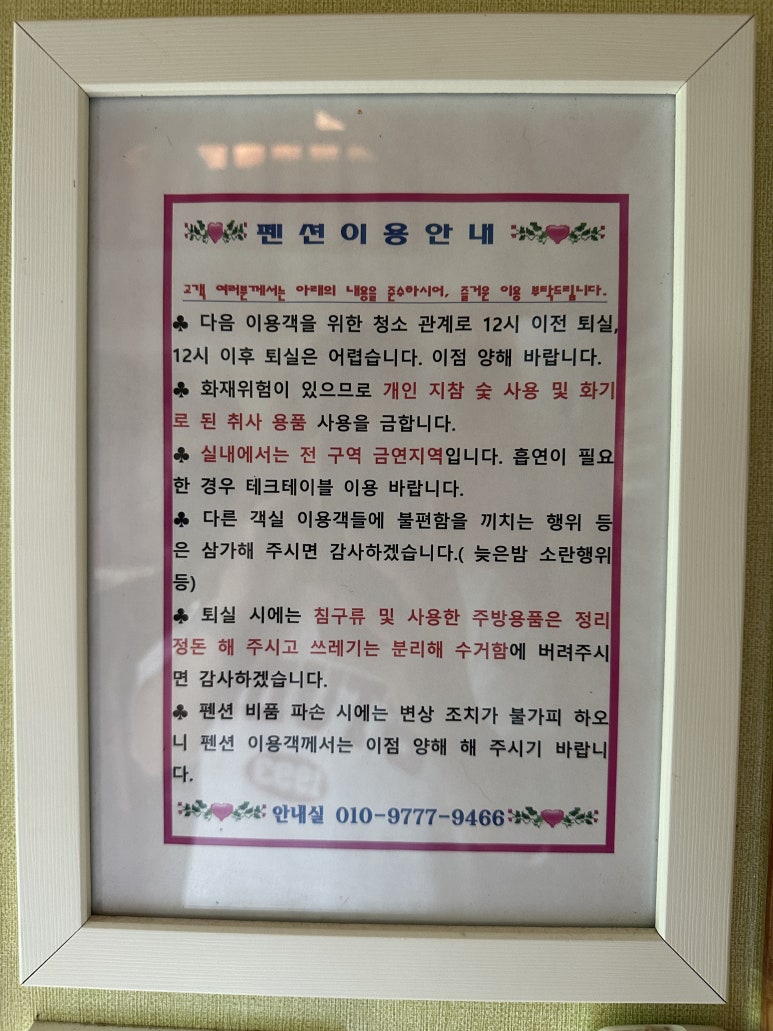 펜션이용안내
고객 여러분께서는 아래의 내용을 준수하시어, 즐거운 이용 부탁드립니다.
♣ 다음 이용객을 위한 청소 관계로 12시 이전 퇴실,
12시 이후 퇴실은 어렵습니다. 이점 양해 바랍니다.
♣ 화재위험이 있으므로 개인 지참 숯 사용 및 화기
로 된 취사 용품 사용을 금합니다.
♣ 실내에서는 전 구역 금연지역입니다. 흡연이 필요
한 경우 테크테이블 이용 바랍니다.
♣ 다른 객실 이용객들에 불편함을 끼치는 행위 등
은 삼가해 주시면 감사하겠습니다.( 늦은밤 소란행위
등)
♣ 퇴실 시에는 침구류 및 사용한 주방용품은 정리
정돈 해 주시고 쓰레기는 분리해 수거함에 버려주시
면 감사하겠습니다.
♣ 펜션 비품 파손 시에는 변상 조치가 불가피 하오
니 펜션 이용객께서는 이점 양해 해 주시기 바랍니
다.
안내실 010-9777-9466